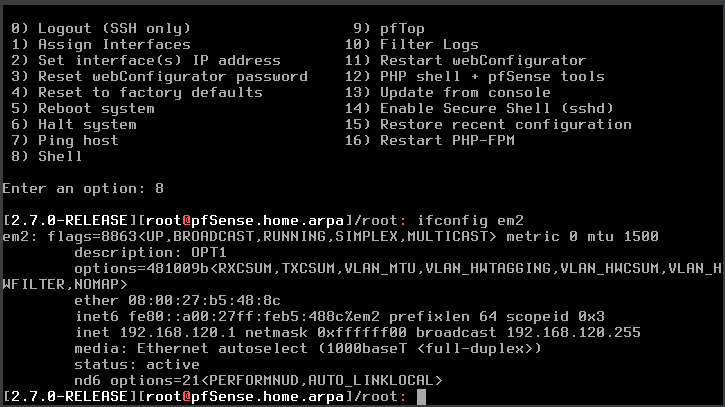 0) Logout (SSH only)                  9) pfTop
1) Assign Interfaces                 10) Filter Logs
2) Set interface(s) IP address       11) Restart webConfigurator
3) Reset webConfigurator password    12) PHP shell + pfSense tools
4) Reset to factory defaults         13) Update from console
5) Reboot system                     14) Enable Secure Shell (sshd)
6) Halt system                       15) Restore recent configuration
7) Ping host                         16) Restart PHP-FPM
8) Shell
Enter an option: 8
[2.7.0-RELEASE][root@pfSense.home.arpa]/root: ifconfig em2
em2: flags=8863<UP,BROADCAST,RUNNING,SIMPLEX,MULTICAST> metric 0 mtu 1500
description: OPT1
options=481009b<RXCSUM,TXCSUM,VLAN_MTU,VLAN_HWTAGGING,VLAN_HWCSUM,VLAN_H
WFILTER,NOMAP>
ether 08:00:27:b5:48:8c
inet6 fe80::a00:27ff:feb5:488c%em2 prefixlen 64 scopeid 0x3
inet 192.168.120.1 netmask 0xffffff00 broadcast 192.168.120.255
media: Ethernet autoselect (1000baseT <full-duplex>)
status: active
nd6 options=21<PERFORMNUD,AUTO_LINKLOCAL>
[2.7.0-RELEASE][root@pfSense.home.arpa]/root: